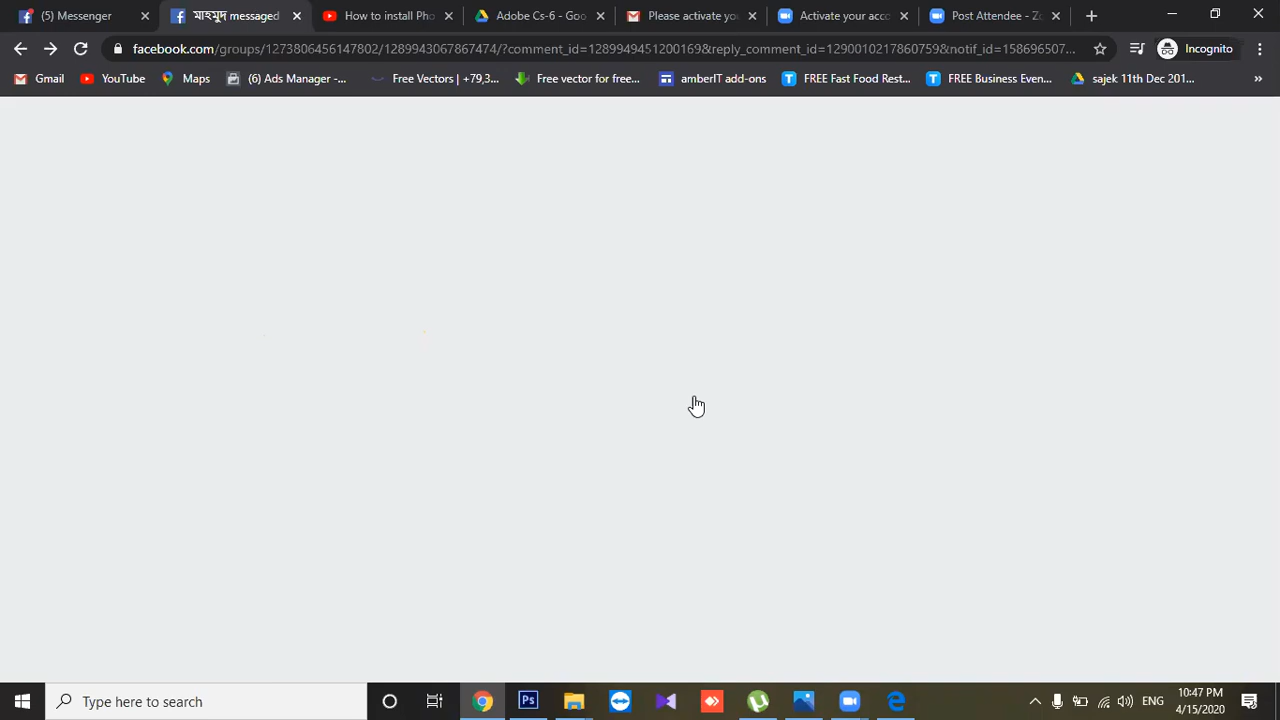 (5) Messenger
মাহমুদ messaged
How to install Pho
Adobe Cs-6 - Goo
Please activate yo
Activate your acc
Post Attendee - Zo
facebook.com/groups/1273806456147802/1289943067867474/?comment_id=1289949451200169&reply_comment_id=1290010217860759&notif_id=158696507...
Incognito
Gmail
YouTube
Maps
(6) Ads Manager -...
Free Vectors | +79,3...
Free vector for free...
amberIT add-ons
FREE Fast Food Rest...
FREE Business Even...
sajek 11th Dec 201...
»
Type here to search
Ps
ENG
10:47 PM
4/15/2020